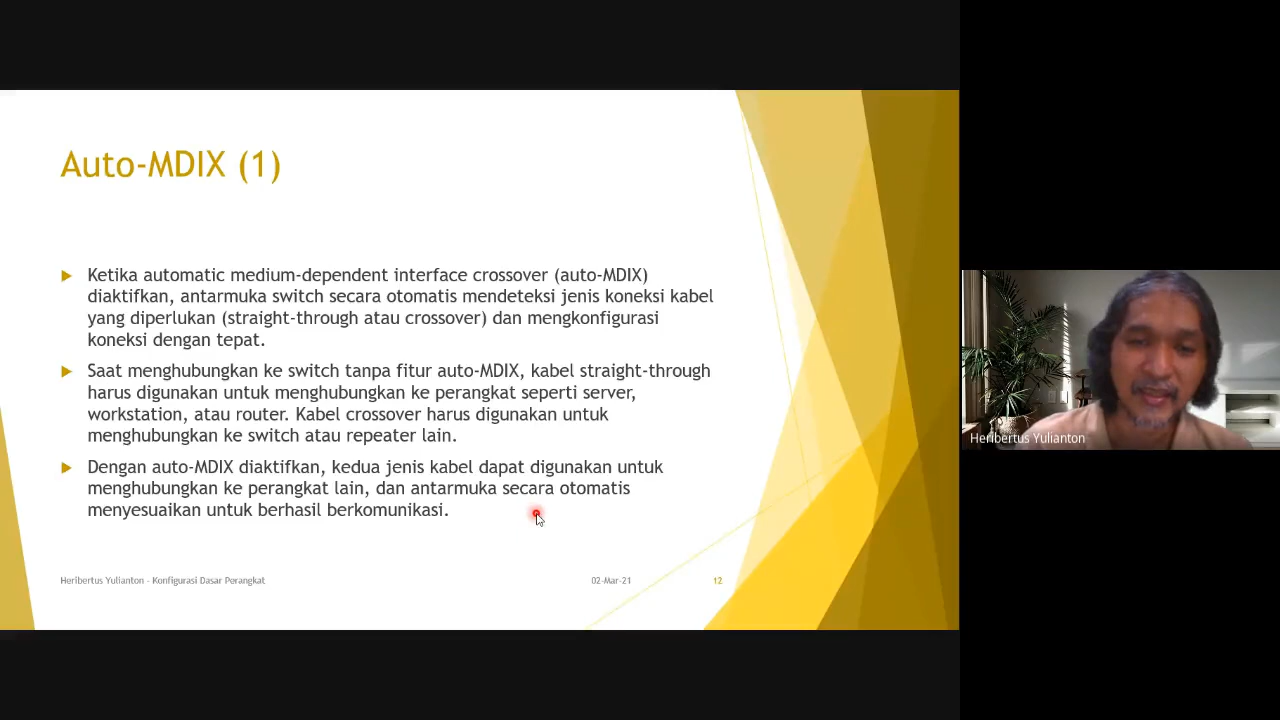 Auto-MDIX (1)
Ketika automatic medium-dependent interface crossover (auto-MDIX)
diaktifkan, antarmuka switch secara otomatis mendeteksi jenis koneksi kabel
yang diperlukan (straight-through atau crossover) dan mengkonfigurasi
koneksi dengan tepat.
Saat menghubungkan ke switch tanpa fitur auto-MDIX, kabel straight-through
harus digunakan untuk menghubungkan ke perangkat seperti server,
workstation, atau router. Kabel crossover harus digunakan untuk
menghubungkan ke switch atau repeater lain.
Dengan auto-MDIX diaktifkan, kedua jenis kabel dapat digunakan untuk
menghubungkan ke perangkat lain, dan antarmuka secara otomatis
menyesuaikan untuk berhasil berkomunikasi.
Heribertus Yulianton - Konfigurasi Dasar Perangkat
02-Mar-21
12
Heribertus Yulianton